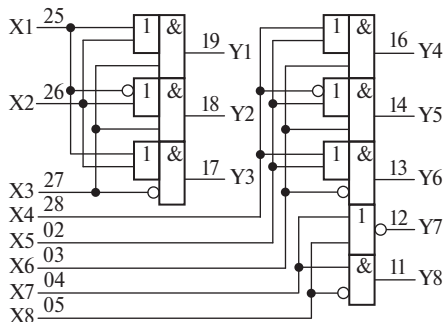 25 1 & 1 &
X1 19 Y1 16 Y4
26 1 & 1 &
X2 18 Y2 14 Y5
1 & 1 &
17 Y3 13 Y6
X3 27
X4 28 1 12 Y7
X5 02
X6 03 & 11 Y8
X7 04
X8 05